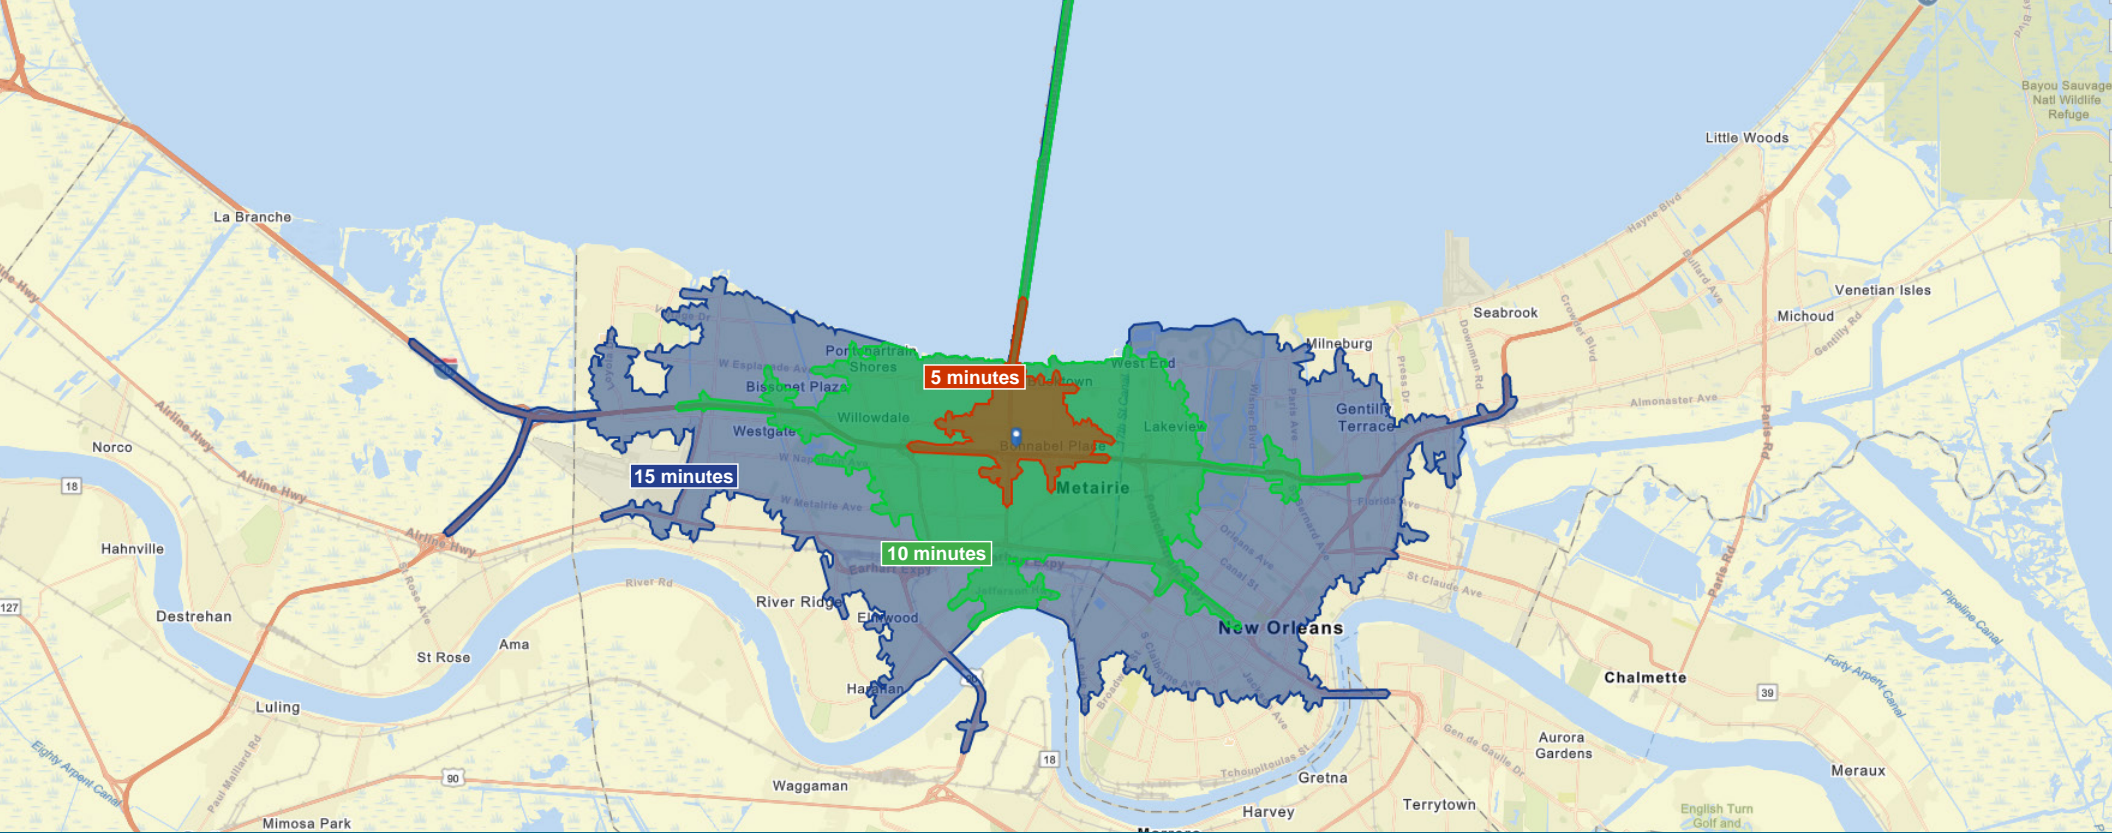 Bayou Sauvage
Natl Wildlife
Refuge
Little Woods
La Branche
Hayne Blvd
Bullard Ave
Venetian Isles
Seabrook
Michoud
Crowder Blvd
Downman Rd
Gentilly Rd
Milneburg
Press Dr
Pontchartrain
Shores
W Esplanade Ave
West End
5 minutes
Bucktown
Bissonet Plaza
Willowdale
Westgate
Lakeview
17th St Canal
Wisner Blvd
Paris Ave
Gentilly
Terrace
Almonaster Ave
Paris Rd
Airline Hwy
Norco
Bonnabel Place
15 minutes
Metairie
18
Airline Hwy
W Metairie Ave
Florida Ave
Airline Hwy
Hahnville
10 minutes
Earhart Expy
Orleans Ave
Canal St
St Claude Ave
Paris Rd
127
St Rose Ave
River Rd
Jefferson Hwy
River Ridge
Elmwood
Destrehan
New Orleans
Pipeline Canal
Ama
St Rose
Harahan
S Claiborne Ave
Chalmette
Forty Arpent Canal
39
Luling
Eighty Arpent Canal
Paul Maillard Rd
90
18
Waggaman
Tchoupitoulas St
Gretna
Gen de Gaulle Dr
Aurora
Gardens
Meraux
Mimosa Park
Harvey
Terrytown
English Turn
Golf and
Marrero